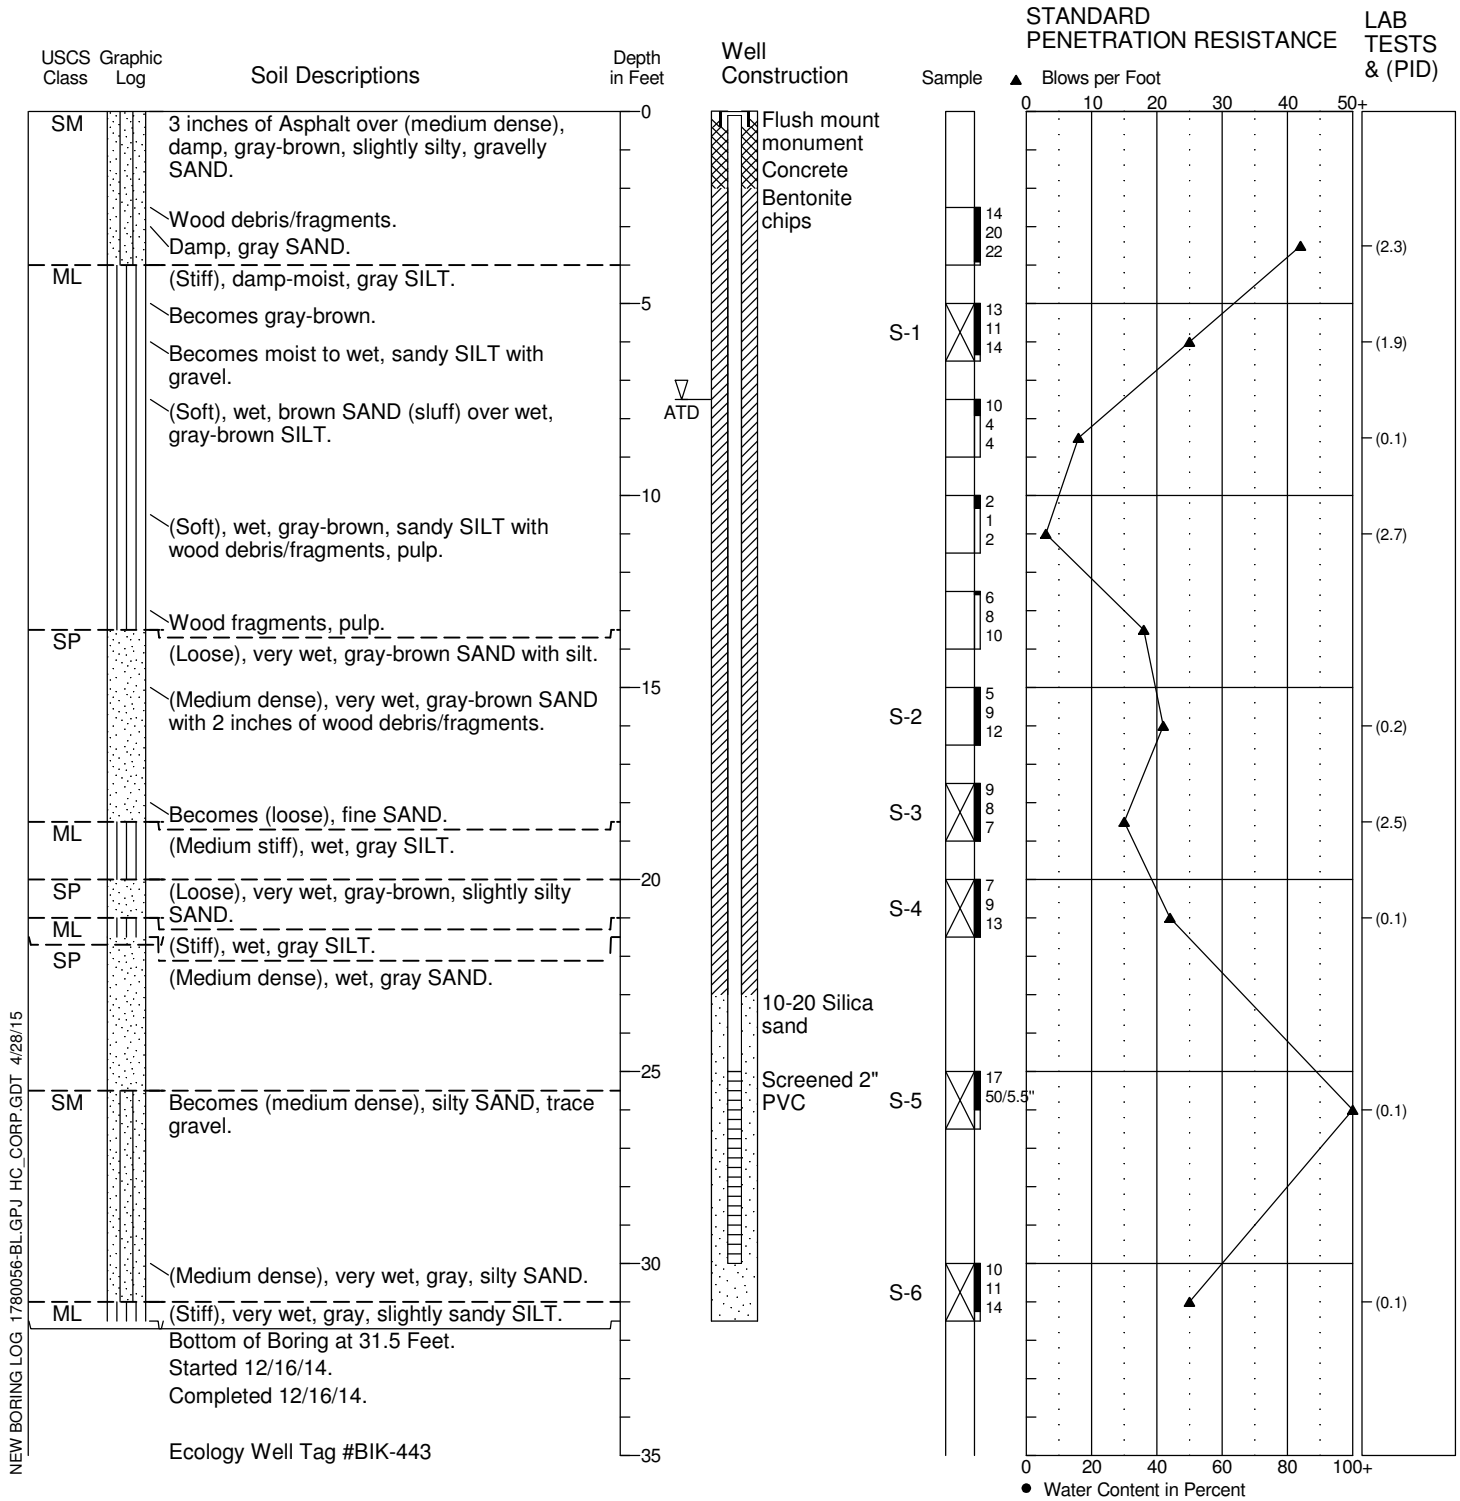 STANDARD
PENETRATION RESISTANCE
LAB
TESTS
& (PID)
USCS Class
Graphic Log
Soil Descriptions
Depth in Feet
Well Construction
Sample
▲ Blows per Foot
0 10 20 30 40 50+
SM
3 inches of Asphalt over (medium dense),
damp, gray-brown, slightly silty, gravelly
SAND.
Wood debris/fragments.
Damp, gray SAND.
ML
(Stiff), damp-moist, gray SILT.
Becomes gray-brown.
Becomes moist to wet, sandy SILT with
gravel.
(Soft), wet, brown SAND (sluff) over wet,
gray-brown SILT.
(Soft), wet, gray-brown, sandy SILT with
wood debris/fragments, pulp.
Wood fragments, pulp.
SP
(Loose), very wet, gray-brown SAND with silt.
(Medium dense), very wet, gray-brown SAND
with 2 inches of wood debris/fragments.
Becomes (loose), fine SAND.
ML
(Medium stiff), wet, gray SILT.
SP
(Loose), very wet, gray-brown, slightly silty
SAND.
ML
(Stiff), wet, gray SILT.
SP
(Medium dense), wet, gray SAND.
SM
Becomes (medium dense), silty SAND, trace
gravel.
(Medium dense), very wet, gray, silty SAND.
ML
(Stiff), very wet, gray, slightly sandy SILT.
Bottom of Boring at 31.5 Feet.
Started 12/16/14.
Completed 12/16/14.
Ecology Well Tag #BIK-443
0
5
10
15
20
25
30
35
ATD
Flush mount
monument
Concrete
Bentonite
chips
10-20 Silica
sand
Screened 2"
PVC
14
20
22
(2.3)
S-1
13
11
14
(1.9)
10
4
4
(0.1)
2
1
2
(2.7)
6
8
10
S-2
5
9
12
(0.2)
S-3
9
8
7
(2.5)
S-4
7
9
13
(0.1)
S-5
17
50/5.5"
(0.1)
S-6
10
11
14
(0.1)
0 20 40 60 80 100+
● Water Content in Percent
NEW BORING LOG 1780056-BL.GPJ HC_CORP.GDT 4/28/15